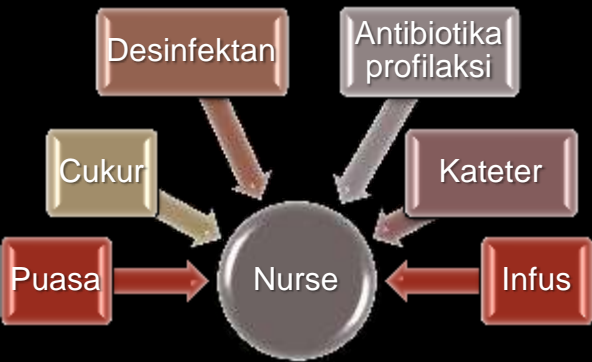 Desinfektan
Antibiotika
profilaksi
Cukur
Kateter
Puasa
Nurse
Infus